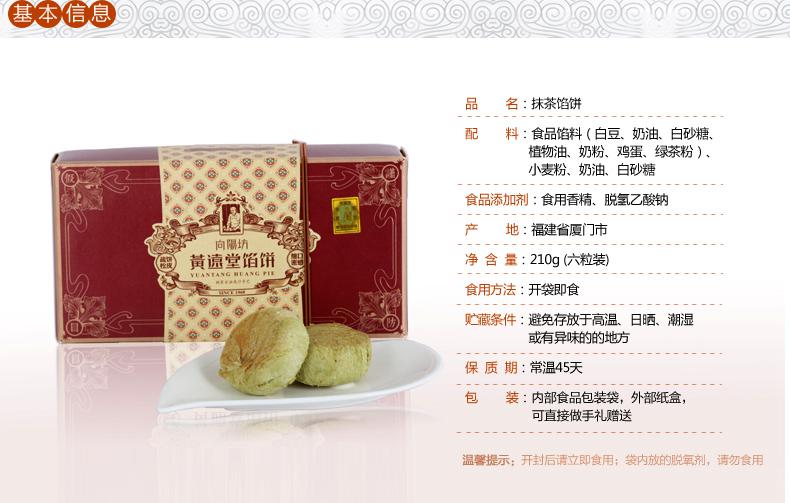 基本信息
品 名：抹茶馅饼
配 料：食品馅料（白豆、奶油、白砂糖、
植物油、奶粉、鸡蛋、绿茶粉）、
小麦粉、奶油、白砂糖
食品添加剂：食用香精、脱氢乙酸钠
产 地：福建省厦门市
净 含 量：210g (六粒装)
食用方法：开袋即食
贮藏条件：避免存放于高温、日晒、潮湿
或有异味的的地方
保 质 期：常温45天
包 装：内部食品包装袋，外部纸盒，
可直接做手礼赠送
温馨提示：开封后请立即食用；袋内放的脱氧剂，请勿食用
向陽坊
黃遠堂馅饼
YUANTANG HUANG PIE
SINCE 1960